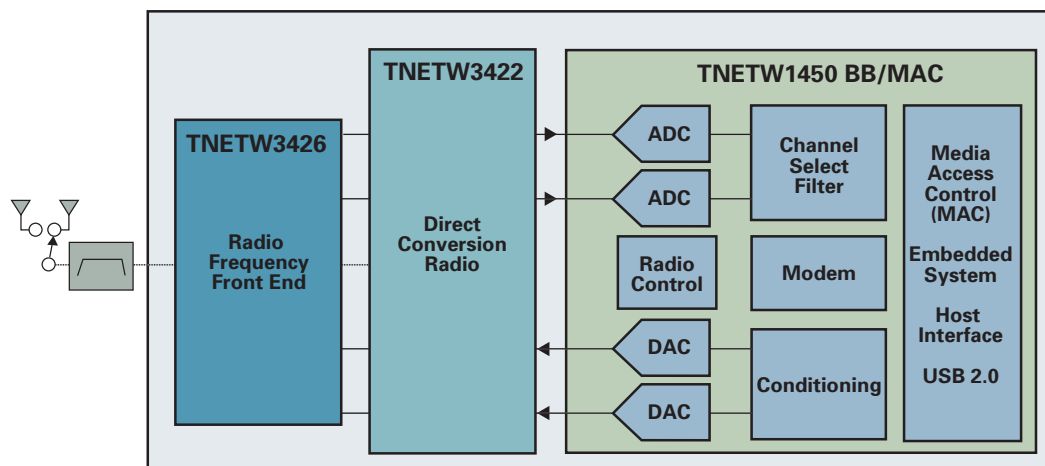 TNETW3426
Radio
Frequency
Front End
TNETW3422
Direct
Conversion
Radio
TNETW1450 BB/MAC
ADC
ADC
Radio
Control
DAC
DAC
Channel
Select
Filter
Modem
Conditioning
Media
Access
Control
(MAC)
Embedded
System
Host
Interface
USB 2.0